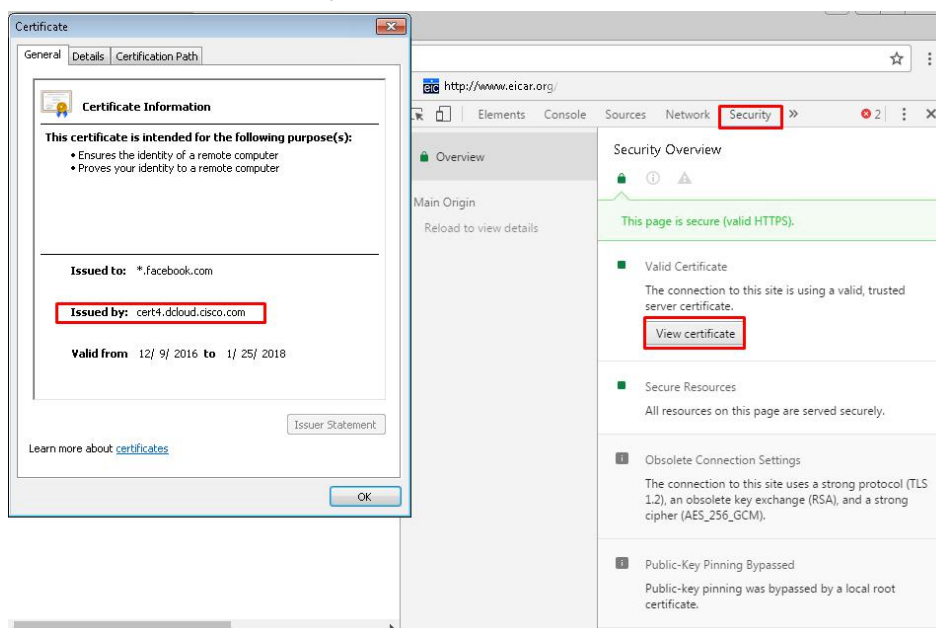 Certificate
General Details Certification Path
Certificate Information
This certificate is intended for the following purpose(s):
• Ensures the identity of a remote computer
• Proves your identity to a remote computer
Issued to: *.facebook.com
Issued by: cert4.dcloud.cisco.com
Valid from 12/ 9/ 2016 to 1/ 25/ 2018
Issuer Statement
Learn more about certificates
OK
eic http://www.eicar.org/
Elements Console Sources Network Security » 2
Overview
Main Origin
Reload to view details
Security Overview
This page is secure (valid HTTPS).
Valid Certificate
The connection to this site is using a valid, trusted
server certificate.
View certificate
Secure Resources
All resources on this page are served securely.
Obsolete Connection Settings
The connection to this site uses a strong protocol (TLS
1.2), an obsolete key exchange (RSA), and a strong
cipher (AES_256_GCM).
Public-Key Pinning Bypassed
Public-key pinning was bypassed by a local root
certificate.